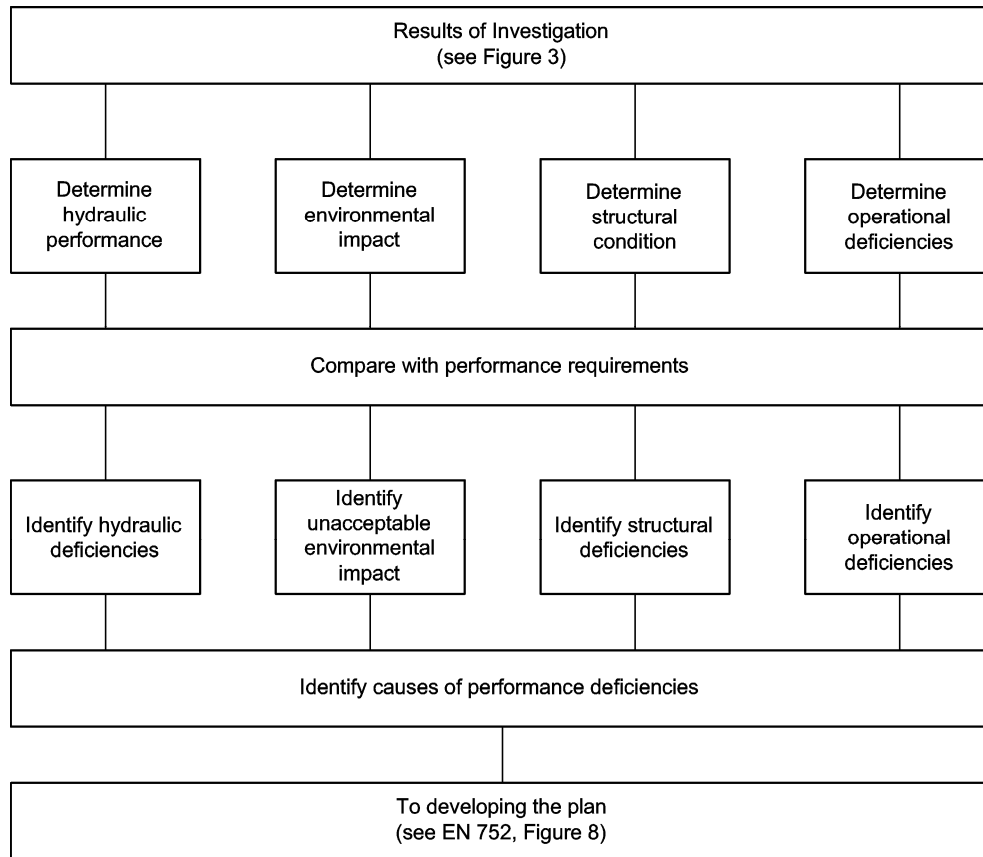 Results of Investigation
(see Figure 3)
Determine
hydraulic
performance
Determine
environmental
impact
Determine
structural
condition
Determine
operational
deficiencies
Compare with performance requirements
Identify hydraulic
deficiencies
Identify
unacceptable
environmental
impact
Identify structural
deficiencies
Identify
operational
deficiencies
Identify causes of performance deficiencies
To developing the plan
(see EN 752, Figure 8)